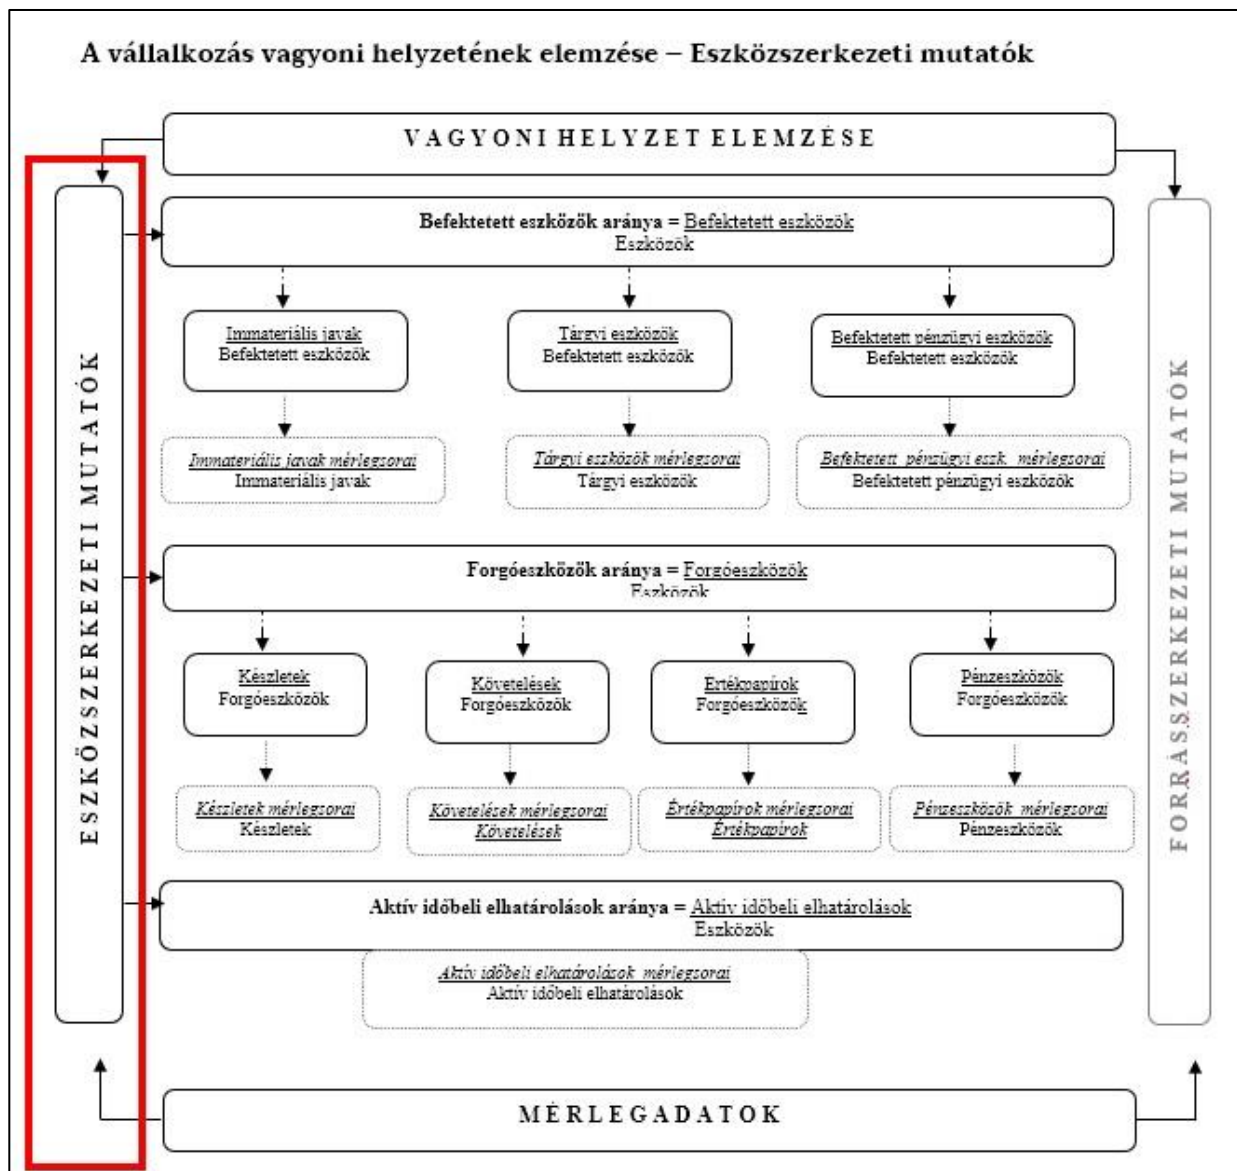 A vállalkozás vagyoni helyzetének elemzése – Eszközszerkezeti mutatók
VAGYONI HELYZET ELEMZÉSE
ESZKÖZSZERKEZETI MUTATÓK
FORRÁSSZERKEZETI MUTATÓK
Befektetett eszközők aránya = Befektetett eszközök
Eszközök
Immateriális javak
Befektetett eszközök
Tárgyi eszközök
Befektetett eszközök
Befektetett pénzügyi eszközök
Befektetett eszközök
Immateriális javak mérlegsorai
Immateriális javak
Tárgyi eszközök mérlegsorai
Tárgyi eszközök
Befektetett pénzügyi eszk. mérlegsorai
Befektetett pénzügyi eszközök
Forgóeszközők aránya = Forgóeszközök
Eszközök
Készletek
Forgóeszközök
Követelések
Forgóeszközök
Értékpapírok
Forgóeszközök
Pénzeszközök
Forgóeszközök
Készletek mérlegsorai
Készletek
Követelések mérlegsorai
Követelések
Értékpapírok mérlegsorai
Értékpapírok
Pénzeszközök mérlegsorai
Pénzeszközök
Aktív időbeli elhatárolások aránya = Aktív időbeli elhatárolások
Eszközök
Aktív időbeli elhatárolások mérlegsorai
Aktív időbeli elhatárolások
MÉRLEGADATOK